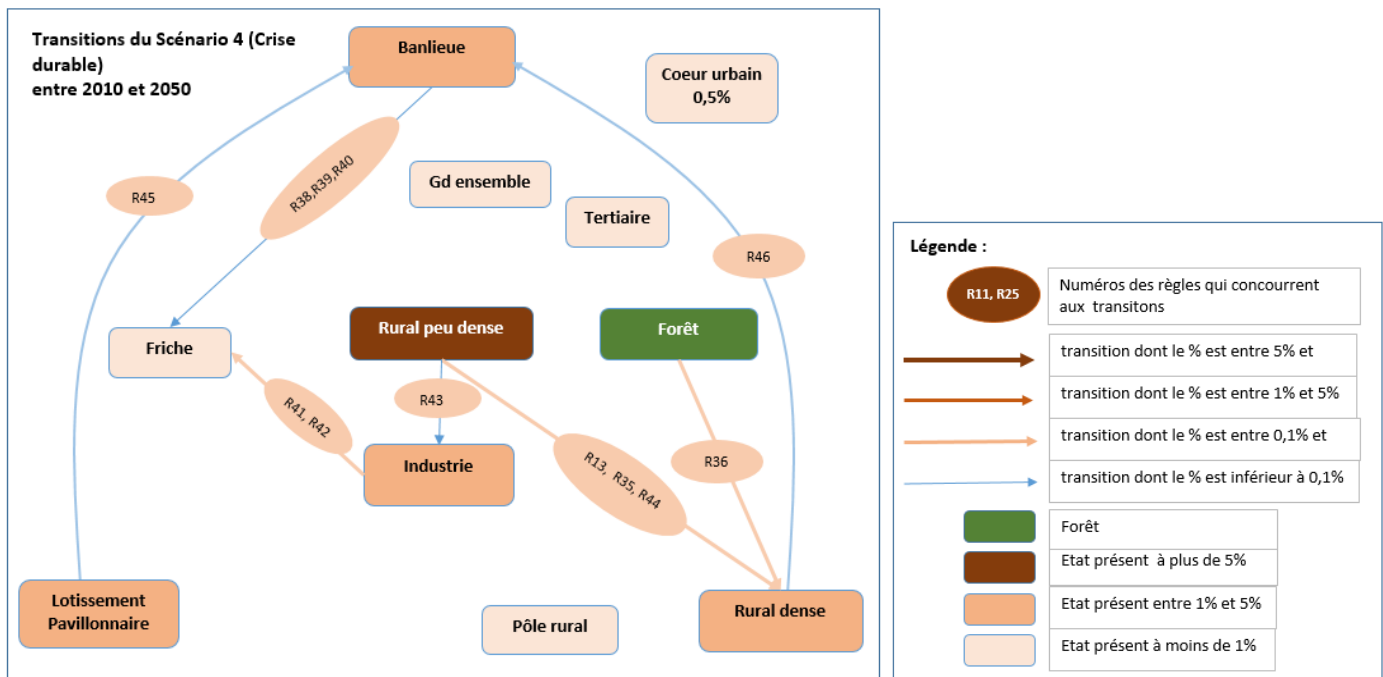 Transitions du Scénario 4 (Crise
durable)
entre 2010 et 2050
Banlieue
Coeur urbain
0,5%
R38,R39,R40
Gd ensemble
R45
Tertiaire
R46
Friche
Rural peu dense
Forêt
R43
R41, R42
Industrie
R13, R35, R44
R36
Lotissement
Pavillonnaire
Pôle rural
Rural dense
Légende :
R11, R25
Numéros des règles qui concourrent
aux transitons
transition dont le % est entre 5% et
transition dont le % est entre 1% et 5%
transition dont le % est entre 0,1% et
transition dont le % est inférieur à 0,1%
Forêt
Etat présent à plus de 5%
Etat présent entre 1% et 5%
Etat présent à moins de 1%